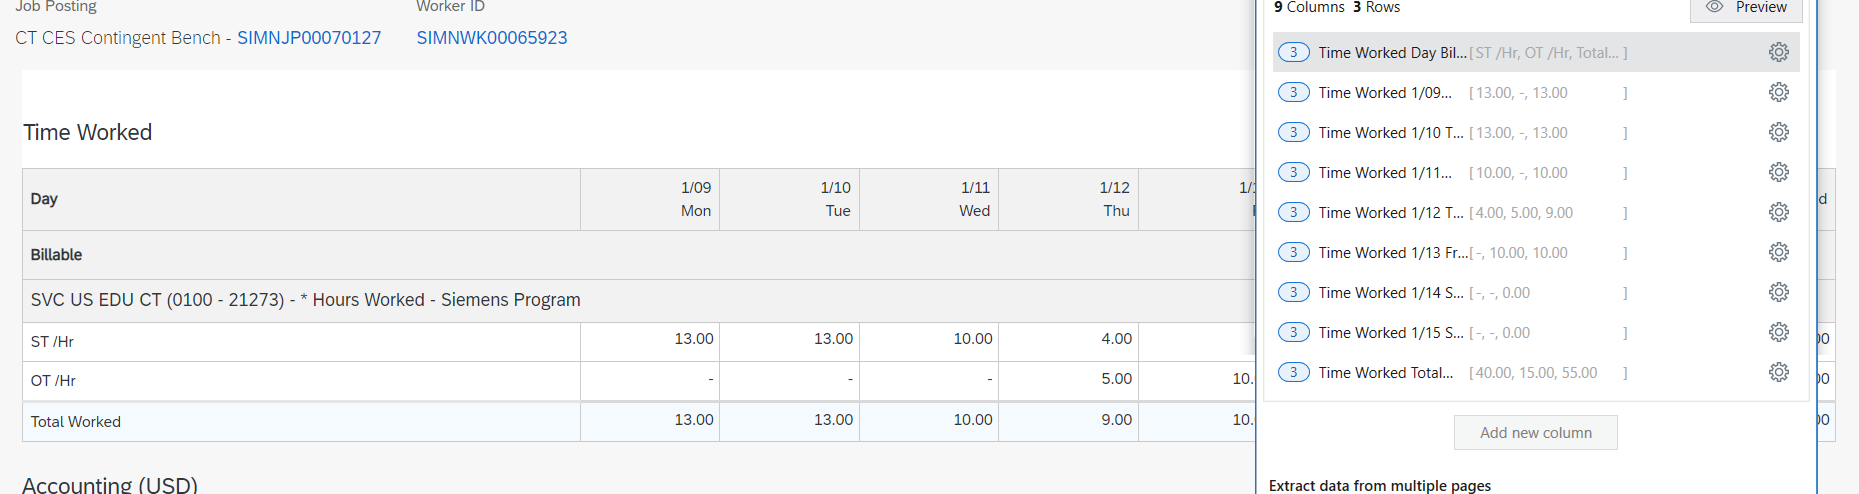 Job Posting
Worker ID
CT CES Contingent Bench - SIMNJP00070127
SIMNWK00065923
Time Worked
Day 1/09 Mon 1/10 Tue 1/11 Wed 1/12 Thu
Billable
SVC US EDU CT (0100 - 21273) - * Hours Worked - Siemens Program
ST /Hr 13.00 13.00 10.00 4.00
OT /Hr - - - 5.00 10.
Total Worked 13.00 13.00 10.00 9.00 10.
Accounting (USD)
9 Columns 3 Rows
Preview
3 Time Worked Day Bil... [ ST /Hr, OT /Hr, Total... ]
3 Time Worked 1/09... [ 13.00, -, 13.00 ]
3 Time Worked 1/10 T... [ 13.00, -, 13.00 ]
3 Time Worked 1/11... [ 10.00, -, 10.00 ]
3 Time Worked 1/12 T... [ 4.00, 5.00, 9.00 ]
3 Time Worked 1/13 Fr... [ -, 10.00, 10.00 ]
3 Time Worked 1/14 S... [ -, -, 0.00 ]
3 Time Worked 1/15 S... [ -, -, 0.00 ]
3 Time Worked Total... [ 40.00, 15.00, 55.00 ]
Add new column
Extract data from multiple pages